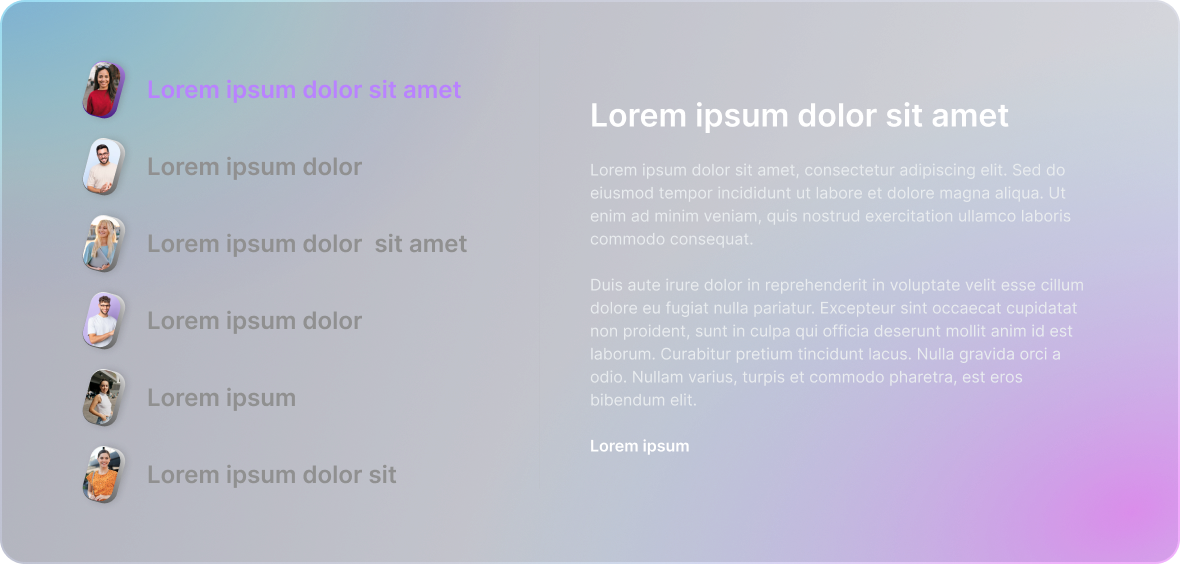 Lorem ipsum dolor sit amet
Lorem ipsum dolor
Lorem ipsum dolor  sit amet
Lorem ipsum dolor
Lorem ipsum
Lorem ipsum dolor sit
Lorem ipsum dolor sit amet
Lorem ipsum dolor sit amet, consectetur adipiscing elit. Sed do
eiusmod tempor incididunt ut labore et dolore magna aliqua. Ut
enim ad minim veniam, quis nostrud exercitation ullamco laboris
commodo consequat.
Duis aute irure dolor in reprehenderit in voluptate velit esse cillum
dolore eu fugiat nulla pariatur. Excepteur sint occaecat cupidatat
non proident, sunt in culpa qui officia deserunt mollit anim id est
laborum. Curabitur pretium tincidunt lacus. Nulla gravida orci a
odio. Nullam varius, turpis et commodo pharetra, est eros
bibendum elit.
Lorem ipsum